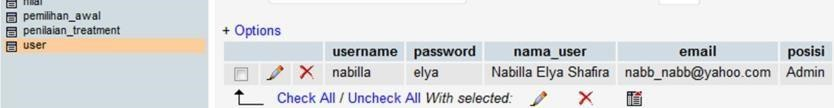 nilai
pemilihan_awal
penilaian_treatment
user
+ Options
username password nama_user email posisi
nabilla elya Nabilla Elya Shafira nabb_nabb@yahoo.com Admin
Check All / Uncheck All With selected: